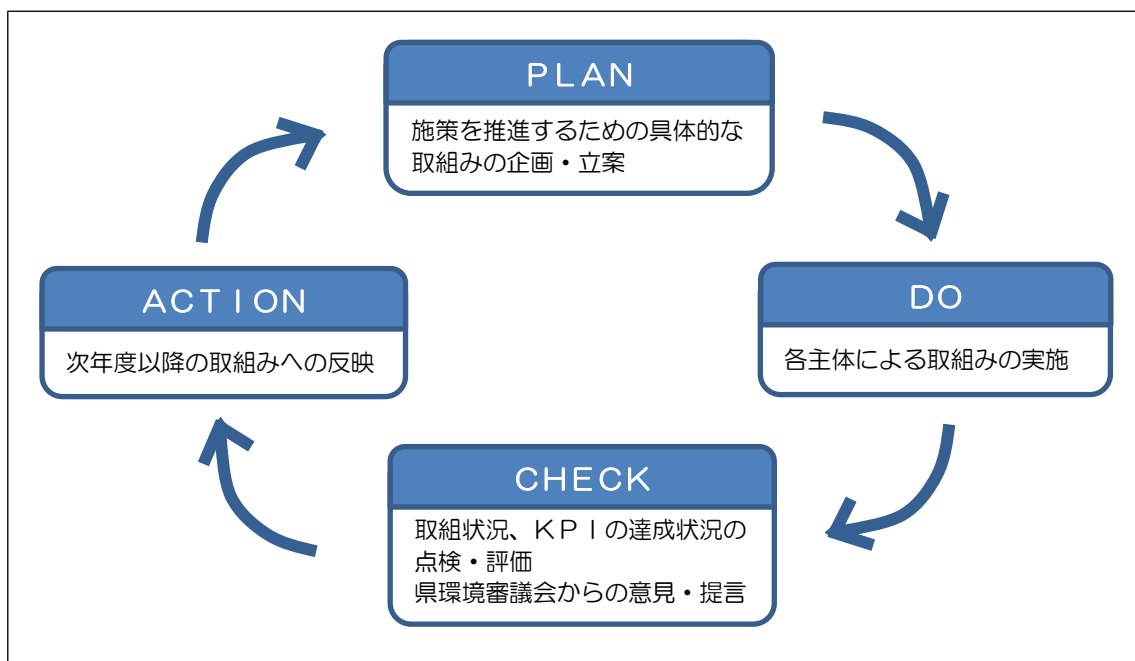 ＰＬＡＮ
施策を推進するための具体的な
取組みの企画・立案
ＤＯ
各主体による取組みの実施
ＣＨＥＣＫ
取組状況、ＫＰＩの達成状況の
点検・評価
県環境審議会からの意見・提言
ＡＣＴＩＯＮ
次年度以降の取組みへの反映